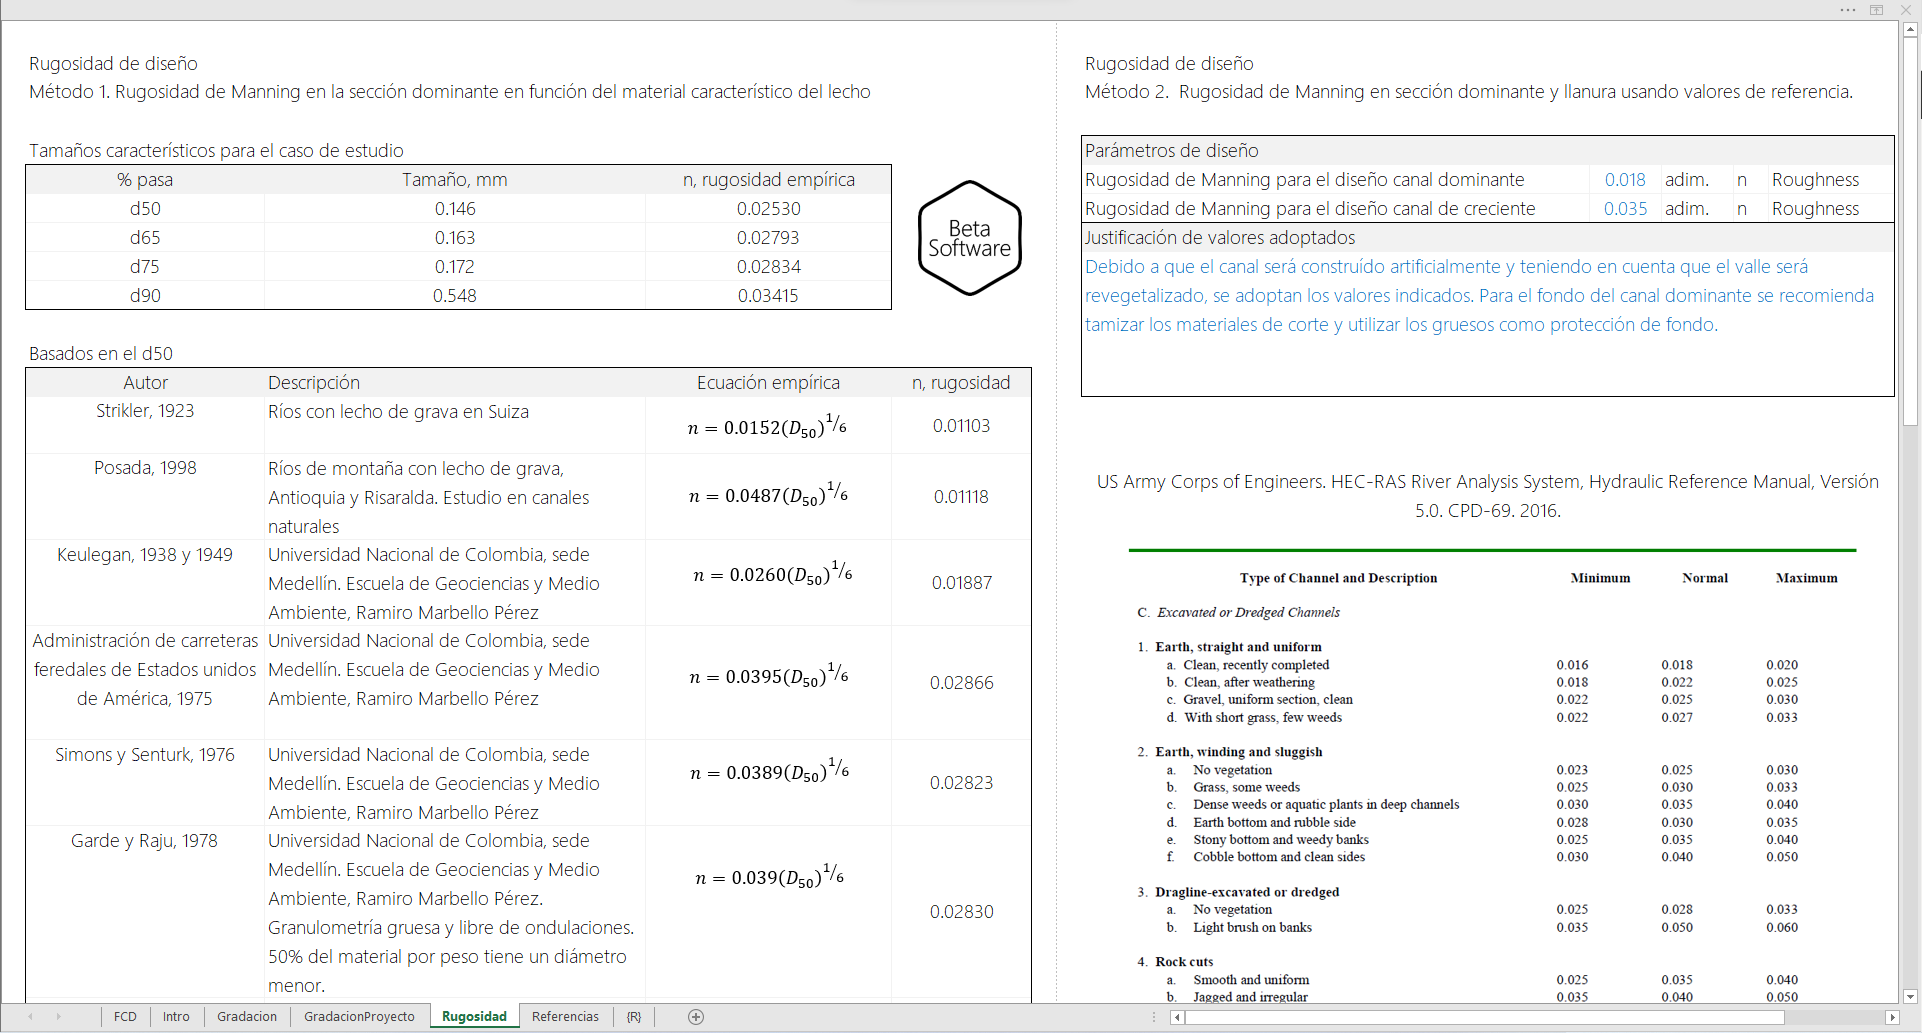 Rugosidad de diseño
Método 1. Rugosidad de Manning en la sección dominante en función del material característico del lecho
Tamaños característicos para el caso de estudio
% pasa Tamaño, mm n, rugosidad empírica
d50 0.146 0.02530
d65 0.163 0.02793
d75 0.172 0.02834
d90 0.548 0.03415
Beta
Software
Basados en el d50
Autor Descripción Ecuación empírica n, rugosidad
Strikler, 1923 Ríos con lecho de grava en Suiza n = 0.0152(D₅₀)^1/6 0.01103
Posada, 1998 Ríos de montaña con lecho de grava,
Antioquia y Risaralda. Estudio en canales
naturales
n = 0.0487(D₅₀)^1/6 0.01118
Keulegan, 1938 y 1949 Universidad Nacional de Colombia, sede
Medellín. Escuela de Geociencias y Medio
Ambiente, Ramiro Marbello Pérez
n = 0.0260(D₅₀)^1/6 0.01887
Administración de carreteras
feredales de Estados unidos
de América, 1975
Universidad Nacional de Colombia, sede
Medellín. Escuela de Geociencias y Medio
Ambiente, Ramiro Marbello Pérez
n = 0.0395(D₅₀)^1/6 0.02866
Simons y Senturk, 1976 Universidad Nacional de Colombia, sede
Medellín. Escuela de Geociencias y Medio
Ambiente, Ramiro Marbello Pérez
n = 0.0389(D₅₀)^1/6 0.02823
Garde y Raju, 1978 Universidad Nacional de Colombia, sede
Medellín. Escuela de Geociencias y Medio
Ambiente, Ramiro Marbello Pérez.
Granulometría gruesa y libre de ondulaciones.
50% del material por peso tiene un diámetro
menor.
n = 0.039(D₅₀)^1/6 0.02830
Rugosidad de diseño
Método 2. Rugosidad de Manning en sección dominante y llanura usando valores de referencia.
Parámetros de diseño
Rugosidad de Manning para el diseño canal dominante 0.018 adim. n Roughness
Rugosidad de Manning para el diseño canal de creciente 0.035 adim. n Roughness
Justificación de valores adoptados
Debido a que el canal será construído artificialmente y teniendo en cuenta que el valle será
revegetalizado, se adoptan los valores indicados. Para el fondo del canal dominante se recomienda
tamizar los materiales de corte y utilizar los gruesos como protección de fondo.
US Army Corps of Engineers. HEC-RAS River Analysis System, Hydraulic Reference Manual, Versión
5.0. CPD-69. 2016.
Type of Channel and Description Minimum Normal Maximum
C. Excavated or Dredged Channels
1. Earth, straight and uniform
a. Clean, recently completed 0.016 0.018 0.020
b. Clean, after weathering 0.018 0.022 0.025
c. Gravel, uniform section, clean 0.022 0.025 0.030
d. With short grass, few weeds 0.022 0.027 0.033
2. Earth, winding and sluggish
a. No vegetation 0.023 0.025 0.030
b. Grass, some weeds 0.025 0.030 0.033
c. Dense weeds or aquatic plants in deep channels 0.030 0.035 0.040
d. Earth bottom and rubble side 0.028 0.030 0.035
e. Stony bottom and weedy banks 0.025 0.035 0.040
f. Cobble bottom and clean sides 0.030 0.040 0.050
3. Dragline-excavated or dredged
a. No vegetation 0.025 0.028 0.033
b. Light brush on banks 0.035 0.050 0.060
4. Rock cuts
a. Smooth and uniform 0.025 0.035 0.040
b. Jagged and irregular 0.035 0.040 0.050
FCD Intro Gradacion GradacionProyecto Rugosidad Referencias {R}